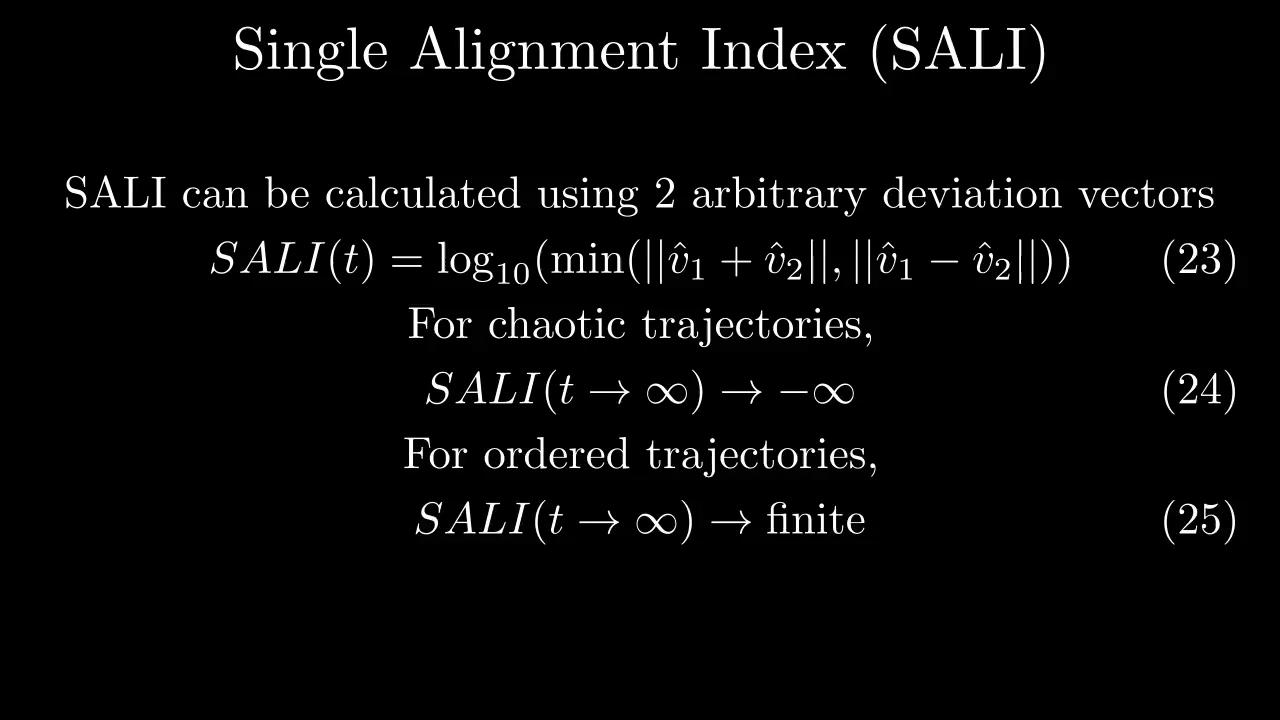 Single Alignment Index (SALI)
SALI can be calculated using 2 arbitrary deviation vectors
SALI(t) = log₁₀(min(||v̂₁ + v̂₂||, ||v̂₁ − v̂₂||)) (23)
For chaotic trajectories,
SALI(t → ∞) → −∞ (24)
For ordered trajectories,
SALI(t → ∞) → finite (25)